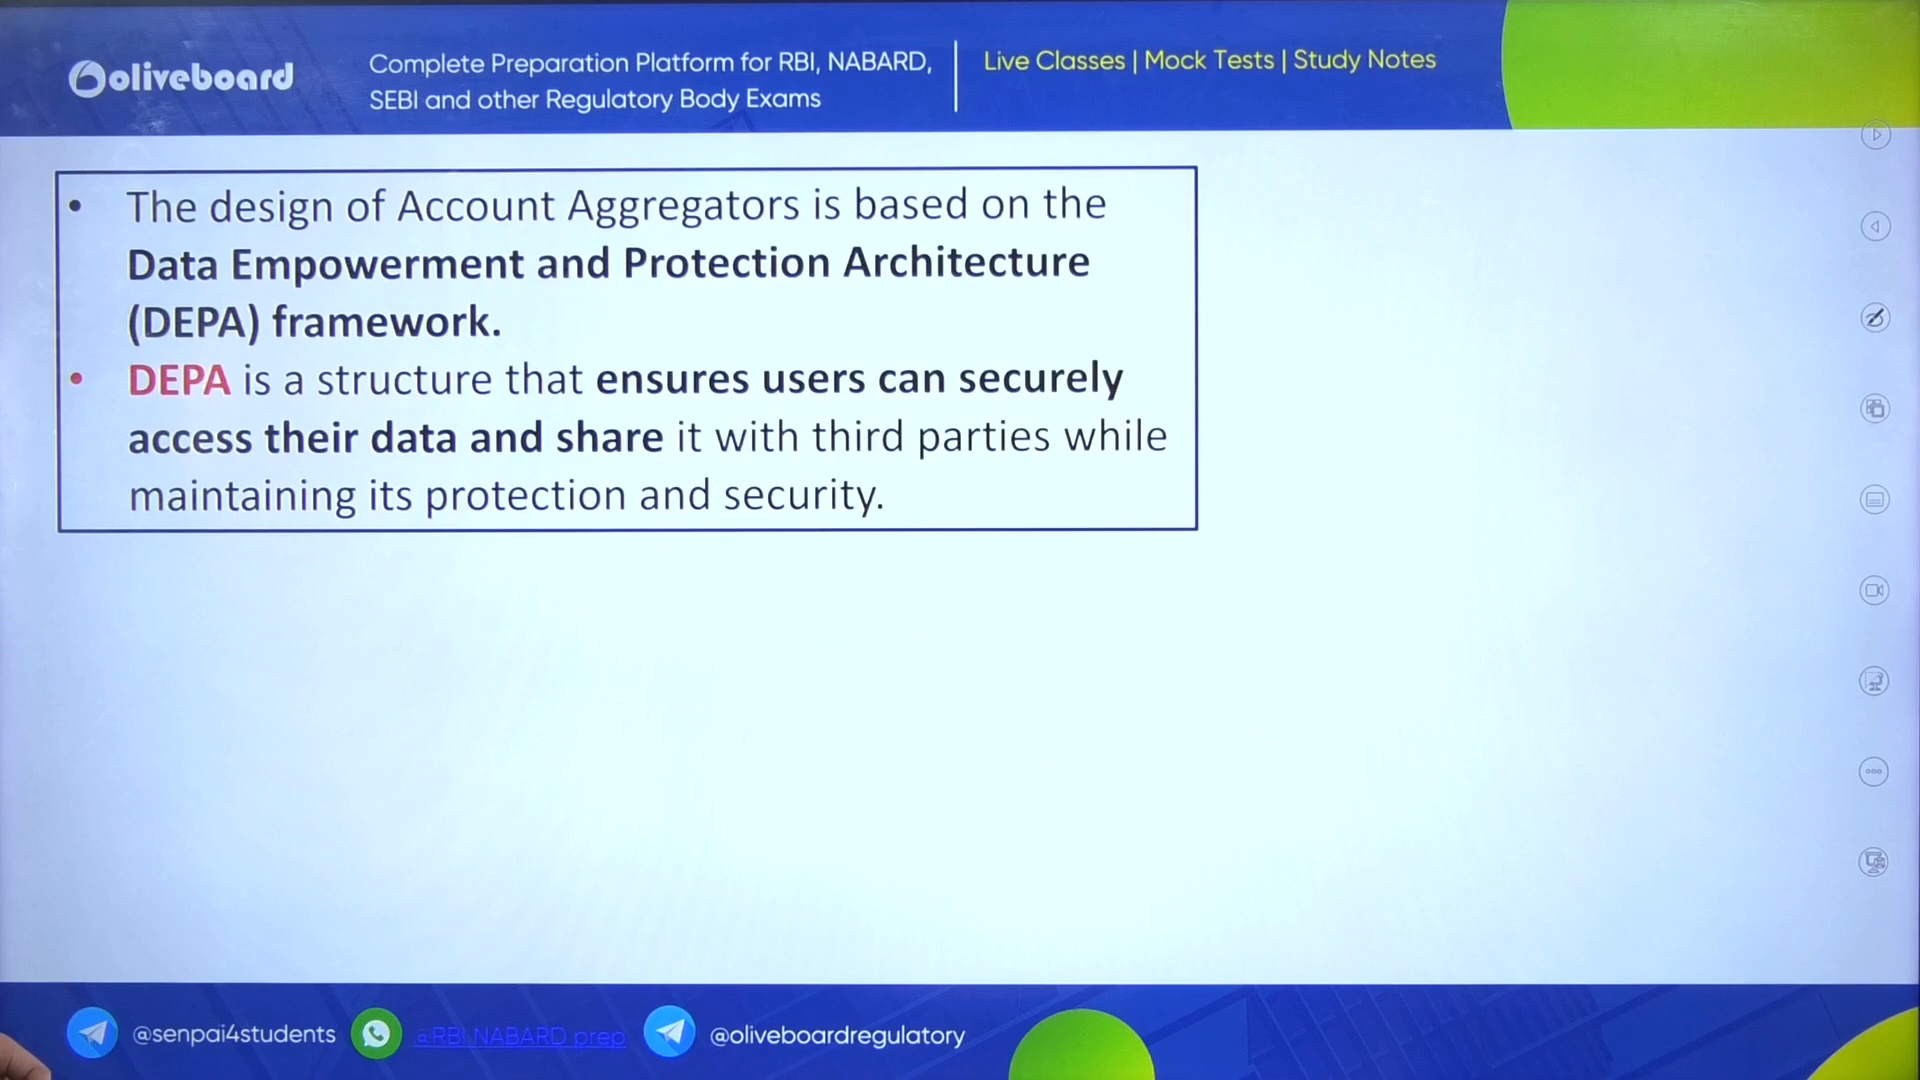 oliveboard
Complete Preparation Platform for RBI, NABARD,
SEBI and other Regulatory Body Exams
Live Classes | Mock Tests | Study Notes
• The design of Account Aggregators is based on the
Data Empowerment and Protection Architecture
(DEPA) framework.
• DEPA is a structure that ensures users can securely
access their data and share it with third parties while
maintaining its protection and security.
@senpai4students
@RBI NABARD prep
@oliveboardregulatory